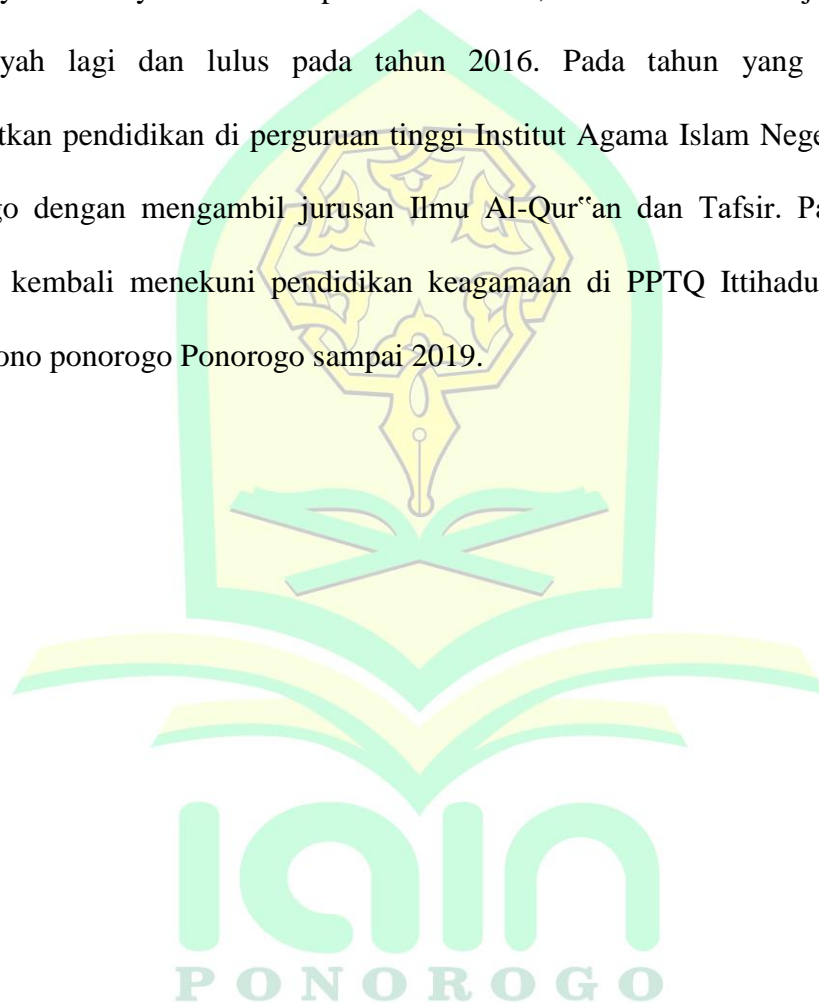 yah lagi dan lulus pada tahun 2016. Pada tahun yang
tkan pendidikan di perguruan tinggi Institut Agama Islam Nege
go dengan mengambil jurusan Ilmu Al-Qur‟an dan Tafsir. Pa
kembali menekuni pendidikan keagamaan di PPTQ Ittihadu
ono ponorogo Ponorogo sampai 2019.
iain
PONOROGO